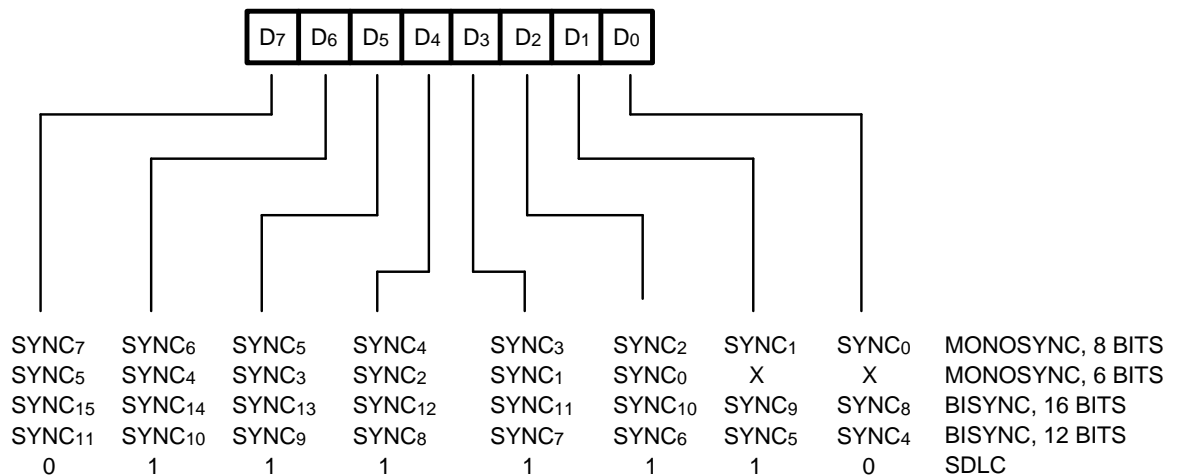 D7 D6 D5 D4 D3 D2 D1 D0
SYNC7 SYNC6 SYNC5 SYNC4 SYNC3 SYNC2 SYNC1 SYNC0 MONOSYNC, 8 BITS
SYNC5 SYNC4 SYNC3 SYNC2 SYNC1 SYNC0 X X MONOSYNC, 6 BITS
SYNC15 SYNC14 SYNC13 SYNC12 SYNC11 SYNC10 SYNC9 SYNC8 BISYNC, 16 BITS
SYNC11 SYNC10 SYNC9 SYNC8 SYNC7 SYNC6 SYNC5 SYNC4 BISYNC, 12 BITS
0 1 1 1 1 1 1 0 SDLC